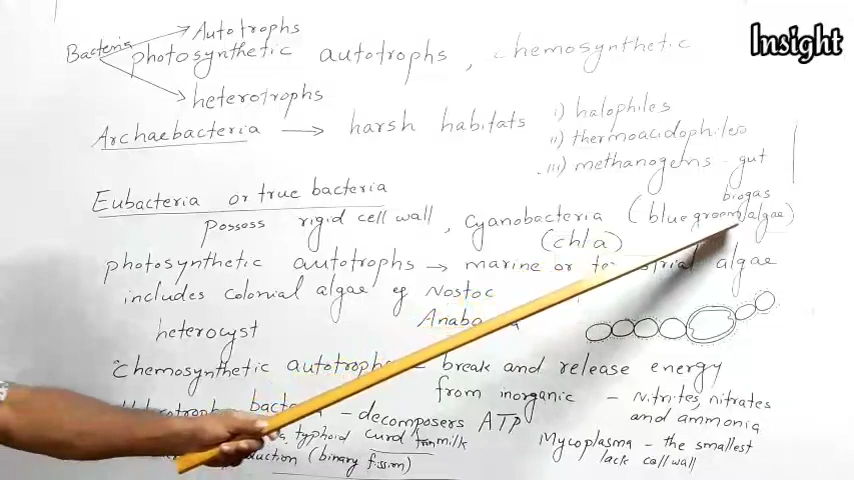 Insight
Bacteria
Autotrophs
photosynthetic autotrophs, chemosynthetic
heterotrophs
Archaebacteria → harsh habitats
i) halophiles
ii) thermoacidophiles
iii) methanogens - gut
biogas
Eubacteria or true bacteria
Possess rigid cell wall, Cyanobacteria (blue green algae)
(chl a)
photosynthetic autotrophs → marine or algae
includes colonial algae eg Nostoc
heterocyst
Chemosynthetic autotrophs - break and release energy
from inorganic - Nitrites, nitrates
and ammonia
bacteria - decomposers ATP
typhoid curd milk
(binary fission)
Mycoplasma - the smallest
lack cell wall